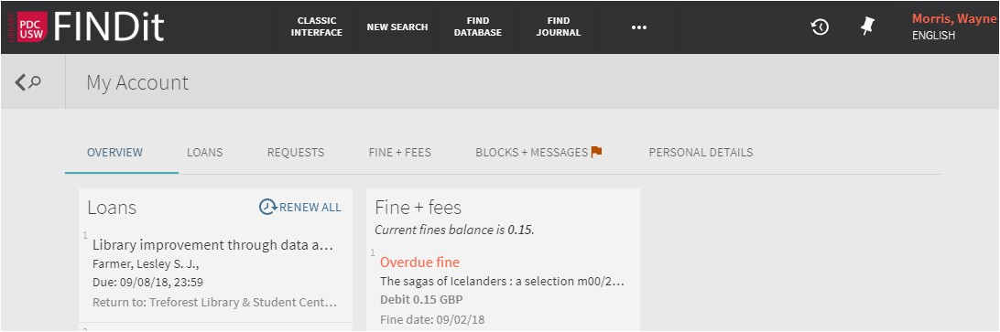 LIBRARY
PDC
USW
FINDit
CLASSIC
INTERFACE
NEW SEARCH
FIND
DATABASE
FIND
JOURNAL
•••
Morris, Wayne
ENGLISH
My Account
OVERVIEW
LOANS
REQUESTS
FINE + FEES
BLOCKS + MESSAGES
PERSONAL DETAILS
Loans
RENEW ALL
1
Library improvement through data a…
Farmer, Lesley S. J.,
Due: 09/08/18, 23:59
Return to: Treforest Library & Student Cent…
Fine + fees
Current fines balance is 0.15.
1
Overdue fine
The sagas of Icelanders : a selection m00/2…
Debit 0.15 GBP
Fine date: 09/02/18